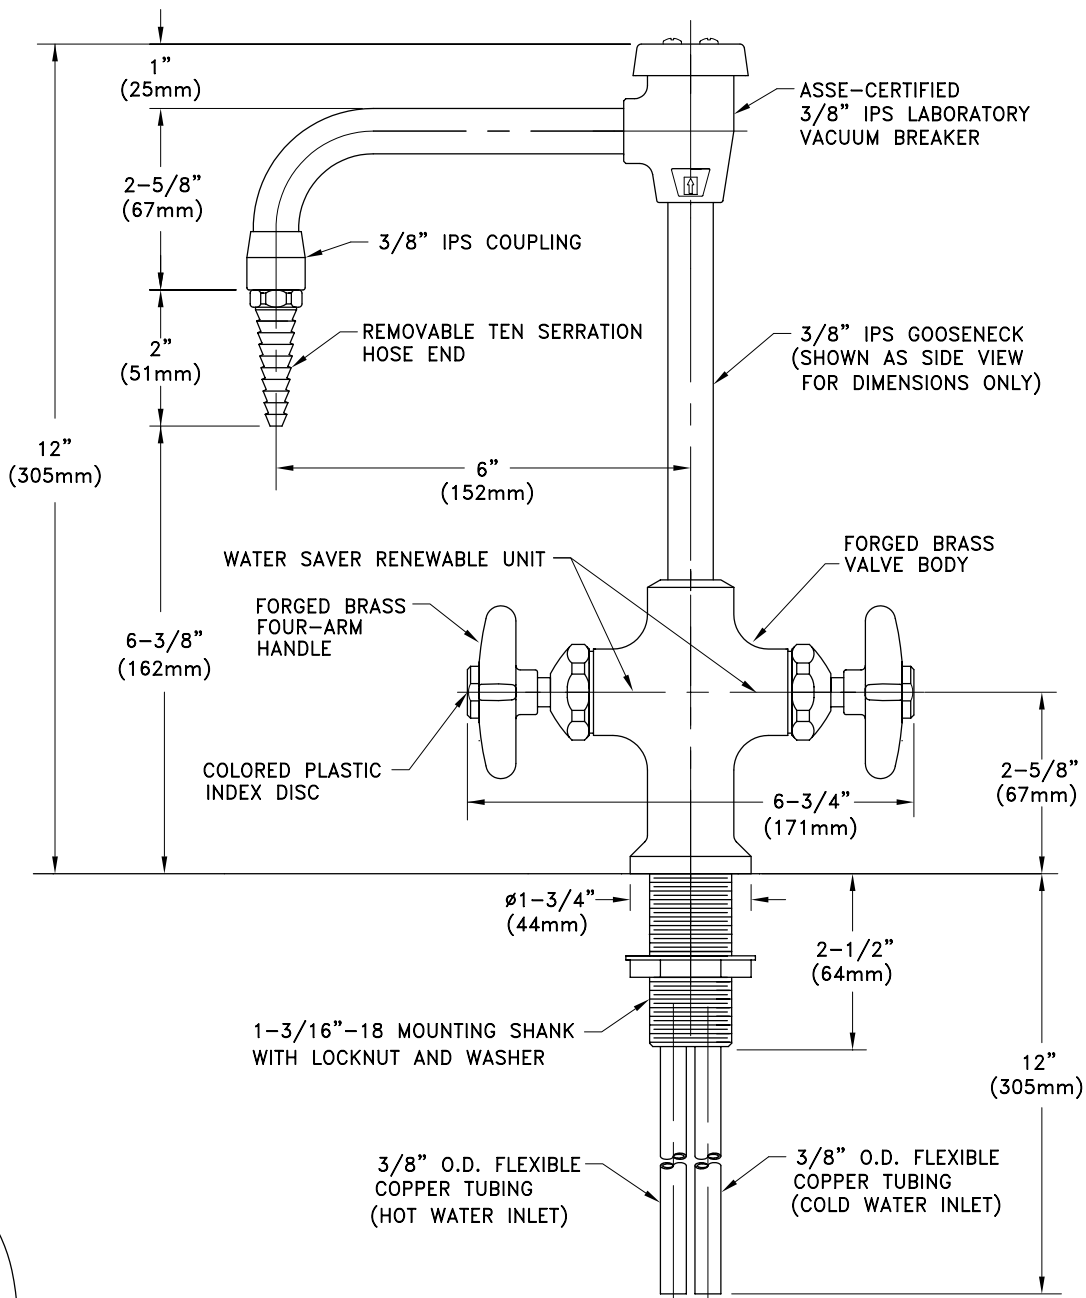 1"
(25mm)
ASSE-CERTIFIED
3/8" IPS LABORATORY
VACUUM BREAKER
2-5/8"
(67mm)
3/8" IPS COUPLING
REMOVABLE TEN SERRATION
HOSE END
2"
(51mm)
3/8" IPS GOOSENECK
(SHOWN AS SIDE VIEW
FOR DIMENSIONS ONLY)
12"
(305mm)
6"
(152mm)
WATER SAVER RENEWABLE UNIT
FORGED BRASS
VALVE BODY
FORGED BRASS
FOUR-ARM
HANDLE
6-3/8"
(162mm)
COLORED PLASTIC
INDEX DISC
2-5/8"
(67mm)
6-3/4"
(171mm)
ø1-3/4"
(44mm)
2-1/2"
(64mm)
1-3/16"-18 MOUNTING SHANK
WITH LOCKNUT AND WASHER
12"
(305mm)
3/8" O.D. FLEXIBLE
COPPER TUBING
(HOT WATER INLET)
3/8" O.D. FLEXIBLE
COPPER TUBING
(COLD WATER INLET)